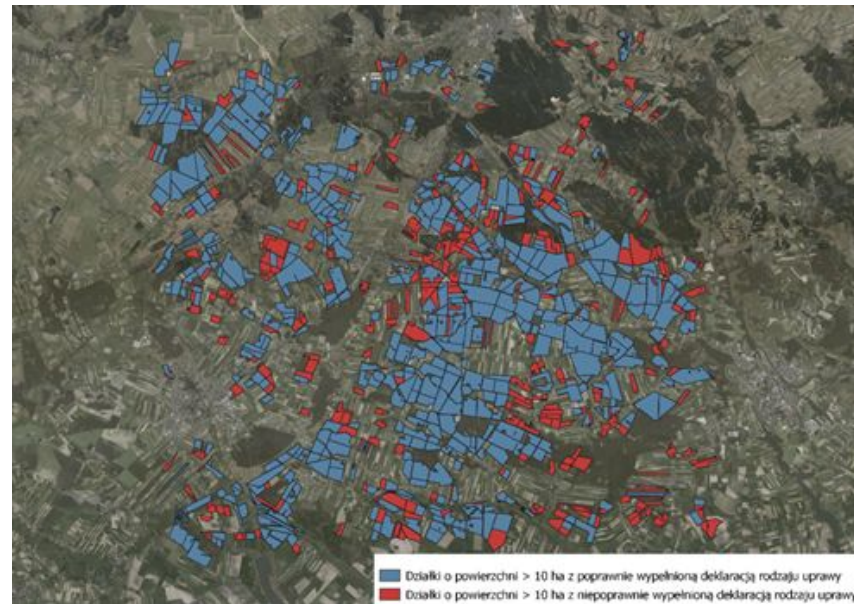 Działki o powierzchni > 10 ha z poprawnie wypełnioną deklaracją rodzaju uprawy
Działki o powierzchni > 10 ha z niepoprawnie wypełnioną deklaracją rodzaju uprawy